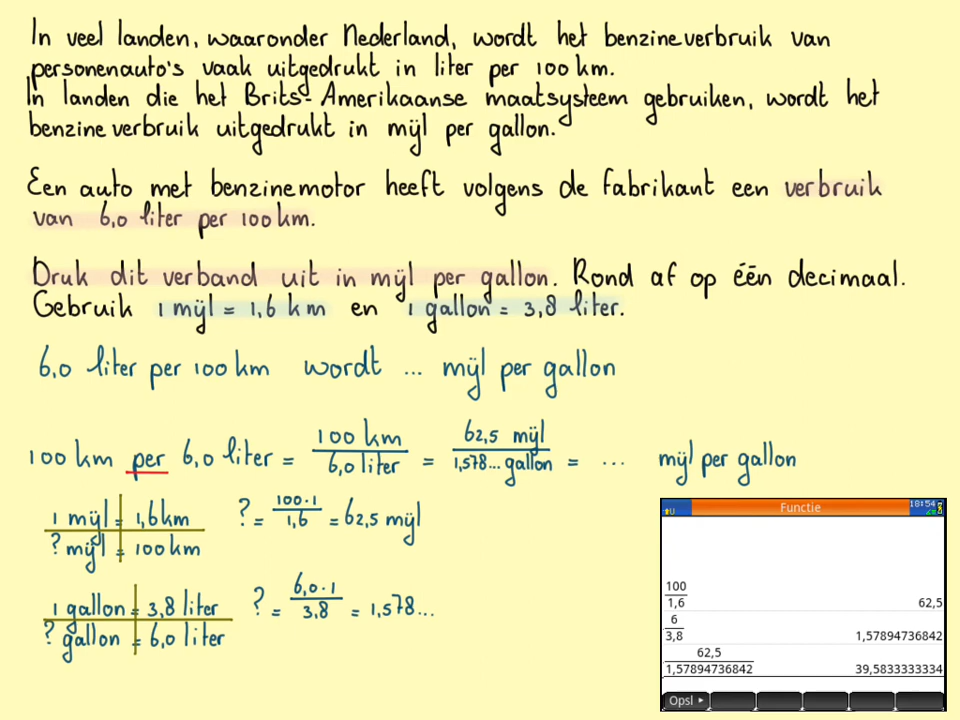 In veel landen, waaronder Nederland, wordt het benzineverbruik van
personenauto's vaak uitgedrukt in liter per 100 km.
In landen die het Brits-Amerikaanse maatsysteem gebruiken, wordt het
benzineverbruik uitgedrukt in mijl per gallon.
Een auto met benzinemotor heeft volgens de fabrikant een verbruik
van 6,0 liter per 100 km.
Druk dit verband uit in mijl per gallon. Rond af op één decimaal.
Gebruik 1 mijl = 1,6 km en 1 gallon = 3,8 liter.
6,0 liter per 100 km wordt ... mijl per gallon
100 km per 6,0 liter = 100 km / 6,0 liter = 62,5 mijl / 1,578... gallon = ... mijl per gallon
1 mijl = 1,6 km
? mijl = 100 km
? = 100·1 / 1,6 = 62,5 mijl
1 gallon = 3,8 liter
? gallon = 6,0 liter
? = 6,0·1 / 3,8 = 1,578...
Functie
18:54
100
1,6
62,5
6
3,8
1,57894736842
62,5
1,57894736842
39,5833333334
Opsl ▸